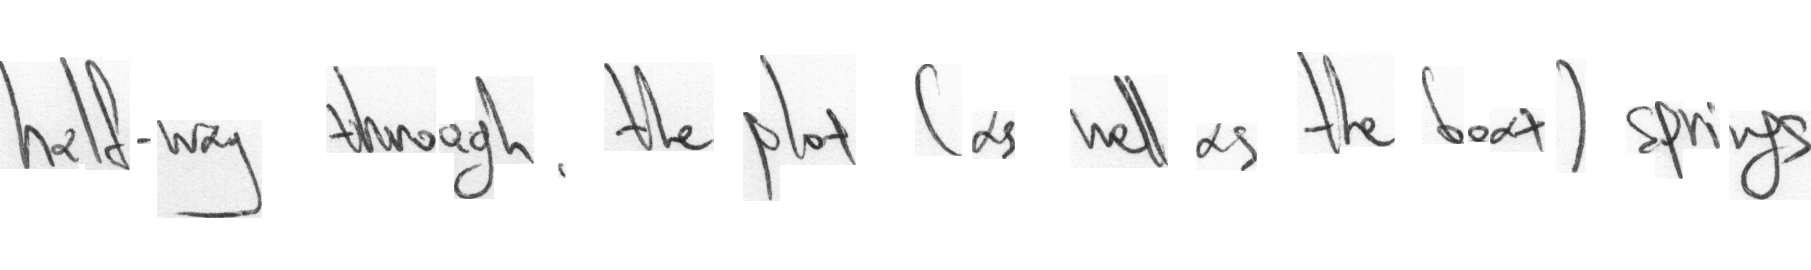 half-way through, the plot (as well as the boat) springs